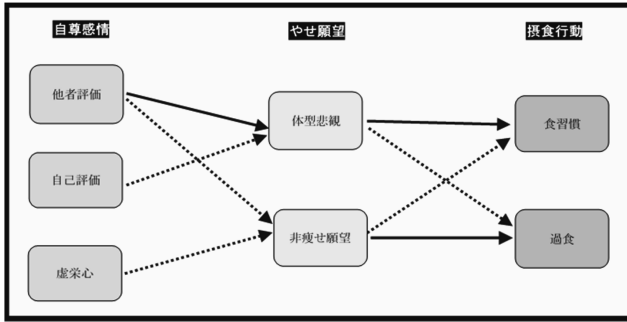 自尊感情
やせ願望
摂食行動
他者評価
体型悲観
食習慣
自己評価
非痩せ願望
過食
虚栄心